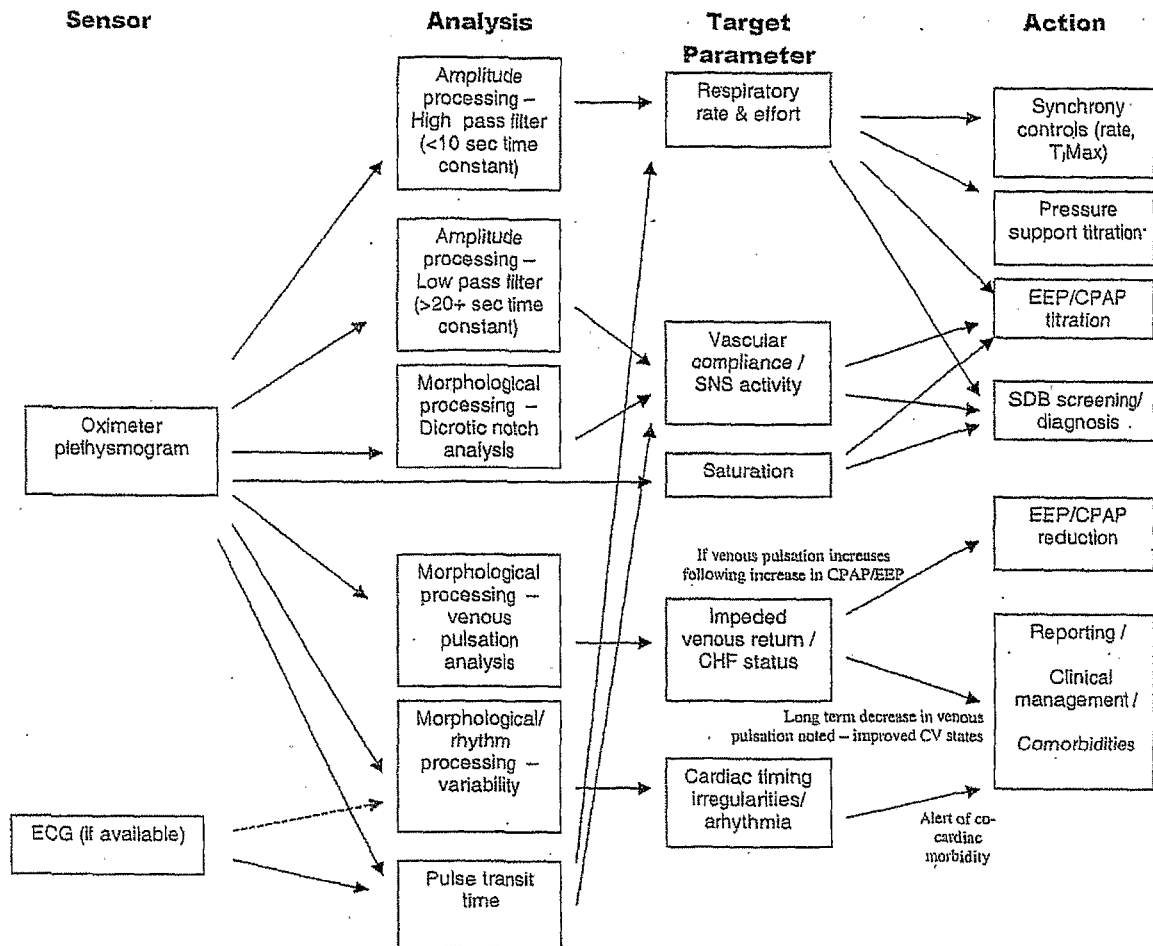 Sensor
Analysis
Target
Parameter
Action
Amplitude
processing –
High pass filter
(<10 sec time
constant)
Amplitude
processing –
Low pass filter
(>20+ sec time
constant)
Morphological
processing –
Dicrotic notch
analysis
Morphological
processing –
venous
pulsation
analysis
Morphological/
rhythm
processing –
variability
Pulse transit
time
Oximeter
plethysmogram
ECG (if available)
Respiratory
rate & effort
Vascular
compliance /
SNS activity
Saturation
If venous pulsation increases
following increase in CPAP/EEP
Impeded
venous return /
CHF status
Long term decrease in venous
pulsation noted – improved CV states
Cardiac timing
irregularities/
arhythmia
Alert of co-
cardiac
morbidity
Synchrony
controls (rate,
TiMax)
Pressure
support titration
EEP/CPAP
titration
SDB screening/
diagnosis
EEP/CPAP
reduction
Reporting /
Clinical
management /
Comorbidities